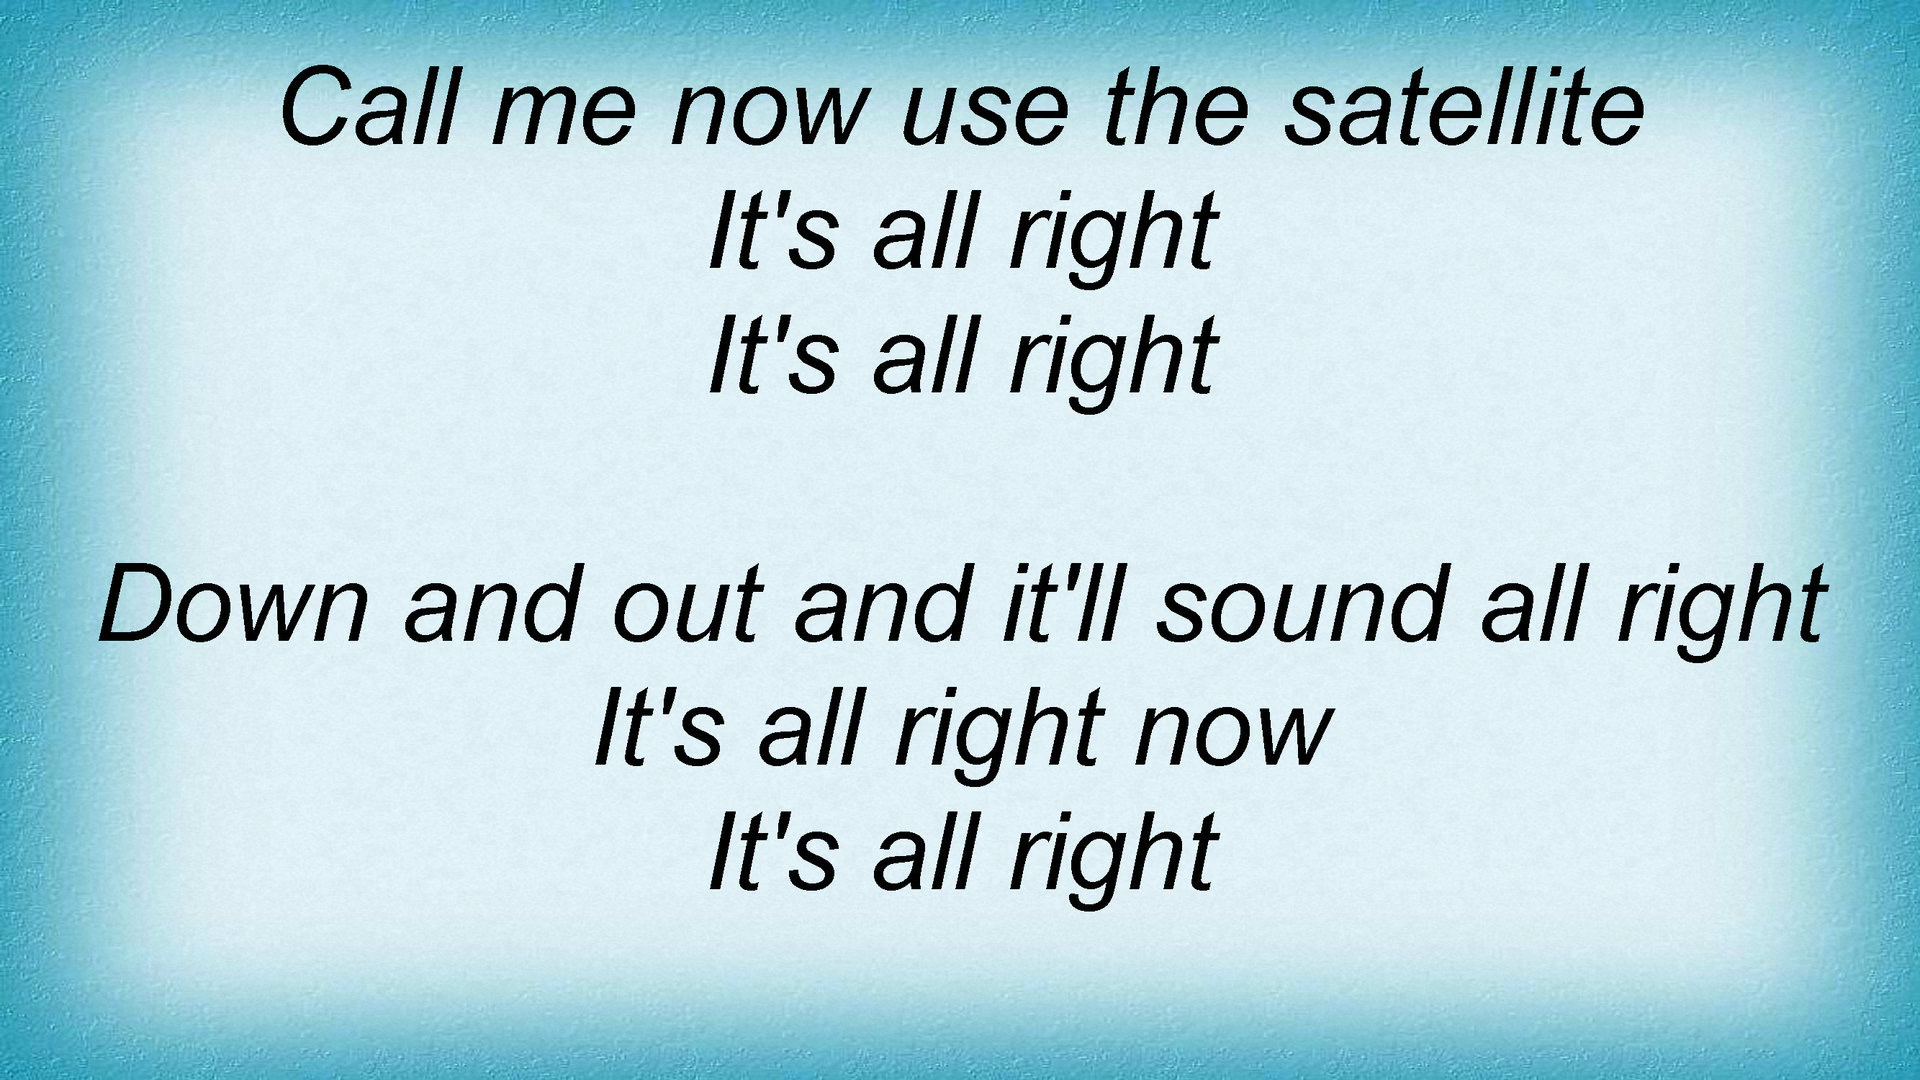 Call me now use the satellite
It's all right
It's all right
Down and out and it'll sound all right
It's all right now
It's all right